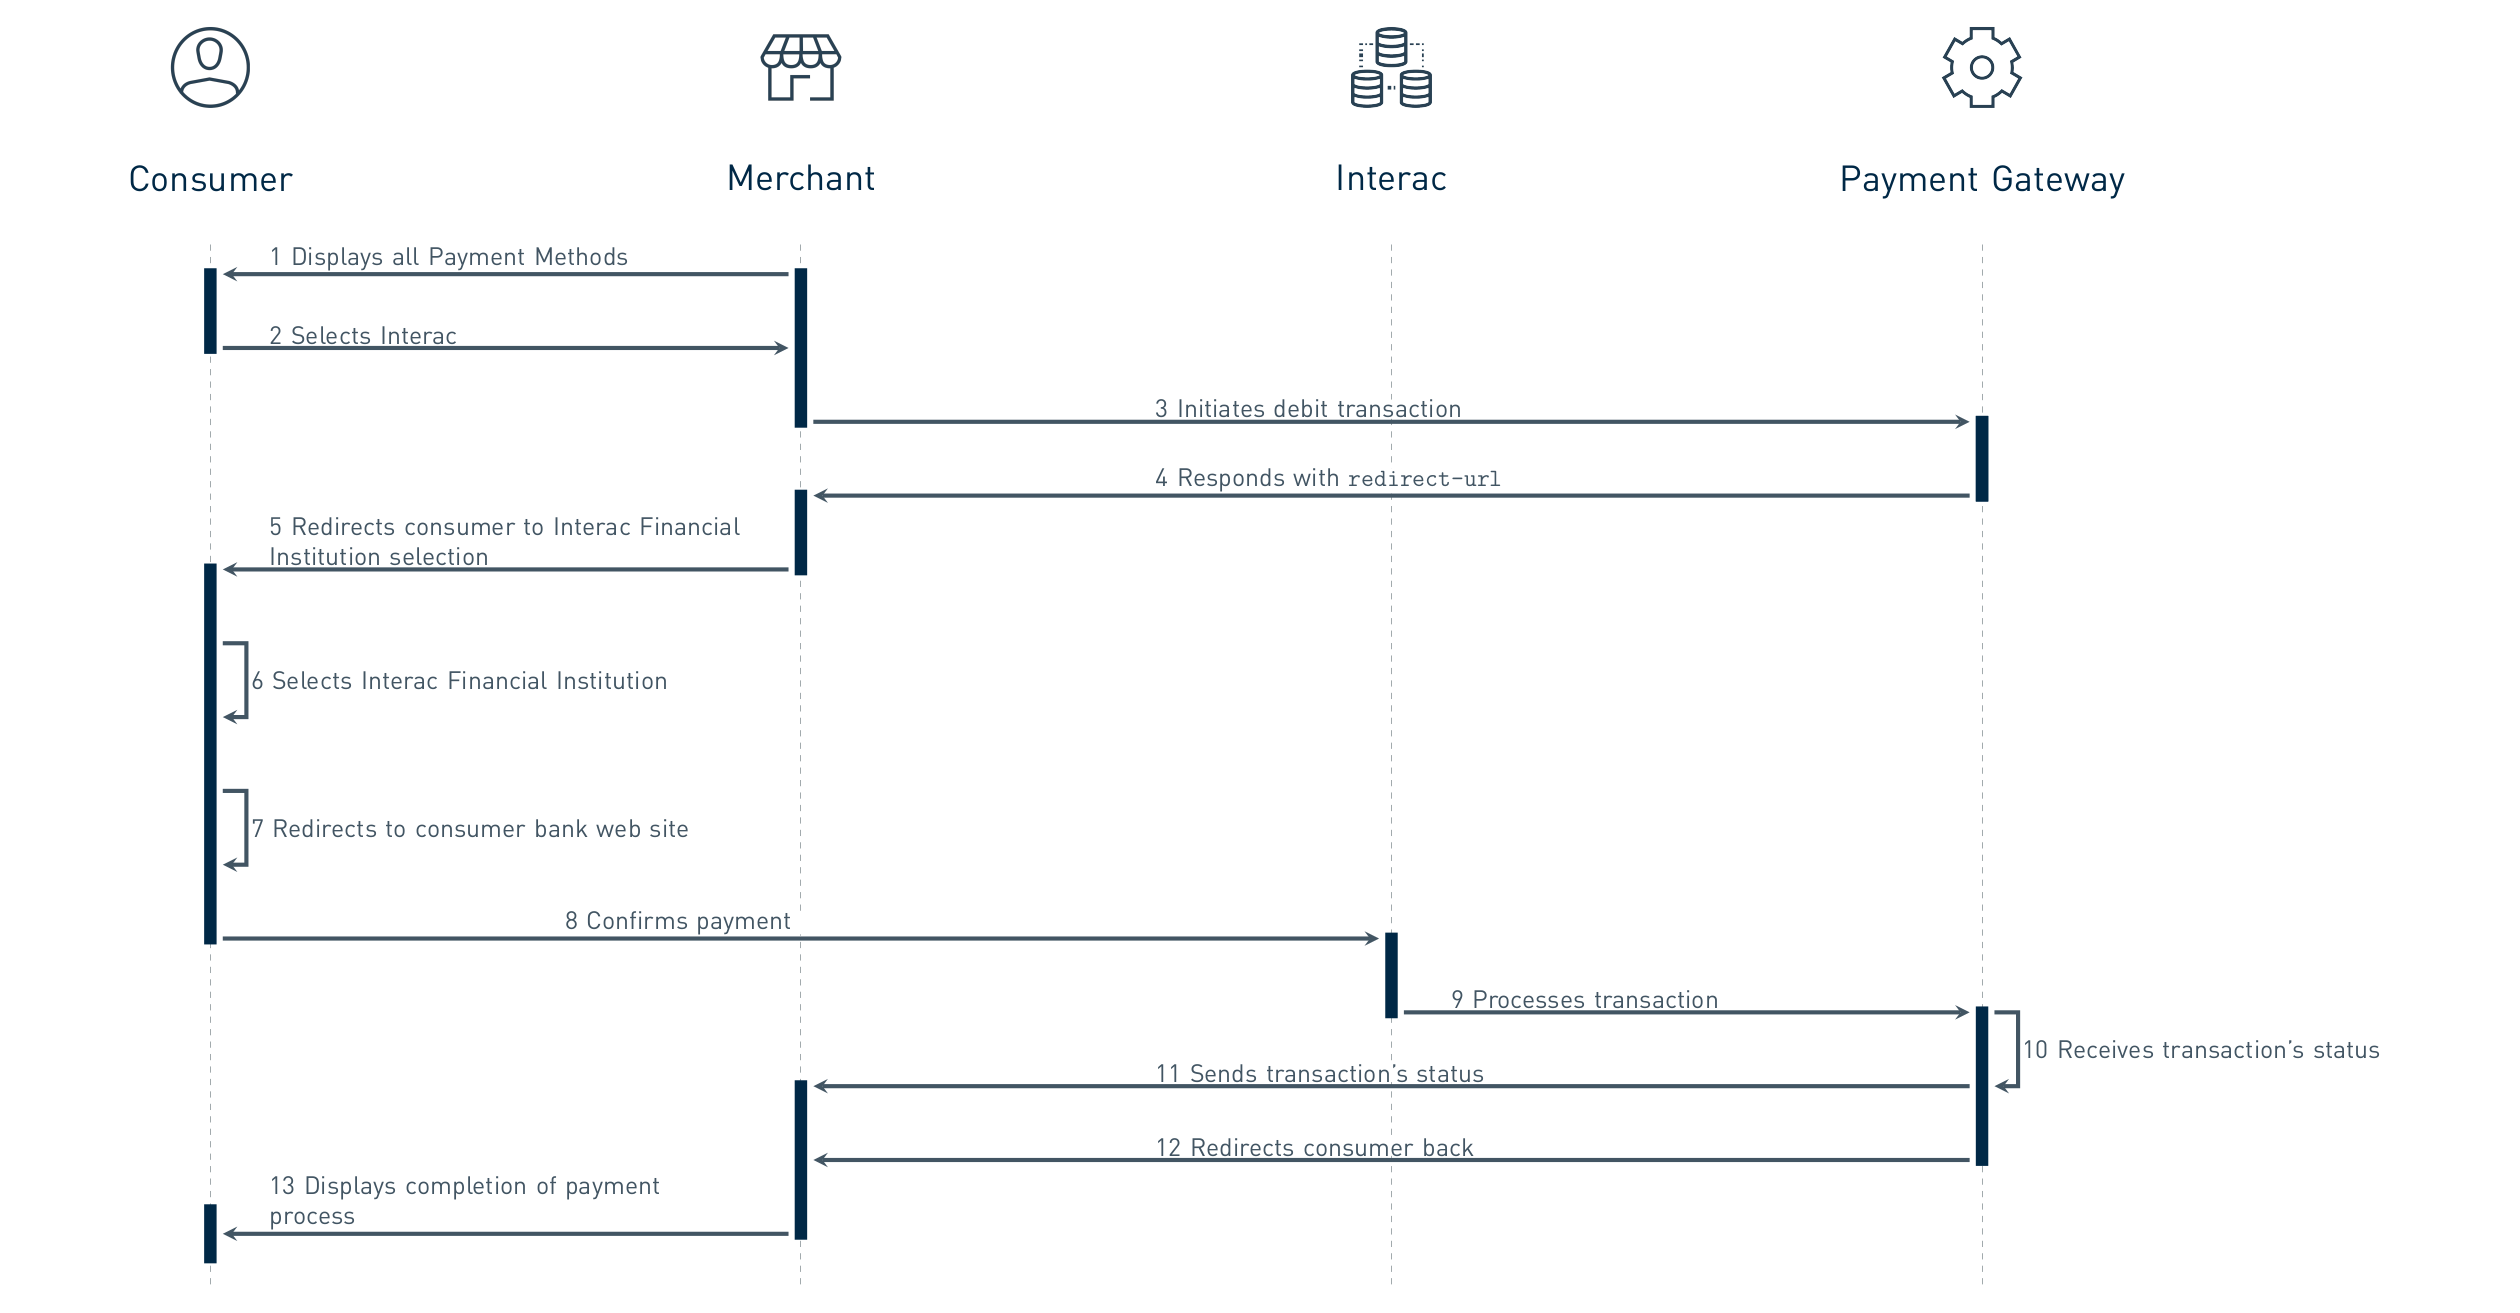 Consumer
Merchant
Interac
Payment Gateway
1 Displays all Payment Methods
2 Selects Interac
3 Initiates debit transaction
4 Responds with redirect-url
5 Redirects consumer to Interac Financial
Institution selection
6 Selects Interac Financial Institution
7 Redirects to consumer bank web site
8 Confirms payment
9 Processes transaction
10 Receives transaction’s status
11 Sends transaction’s status
12 Redirects consumer back
13 Displays completion of payment
process